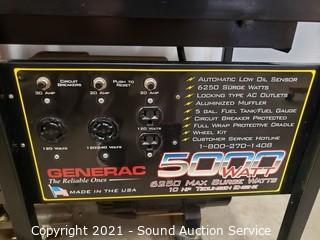 AUTOMATIC LOW OIL SENSOR
6250 SURGE WATTS
LOCKING TYPE AC OUTLETS
ALUMINIZED MUFFLER
5 GAL. FUEL TANK/FUEL GAUGE
CIRCUIT BREAKER PROTECTED
FULL WRAP PROTECTIVE CRADLE
WHEEL KIT
CUSTOMER SERVICE HOTLINE
1-800-270-1408
CIRCUIT BREAKERS
PUSH TO RESET
30 AMP
20 AMP
20 AMP
120 VOLTS
120/240 VOLTS
120 VOLTS
GENERAC
The Reliable Ones
5000 WATT
6250 MAX SURGE WATTS
10 HP TECUMSEH ENGINE
MADE IN THE USA
Copyright 2021 - Sound Auction Service